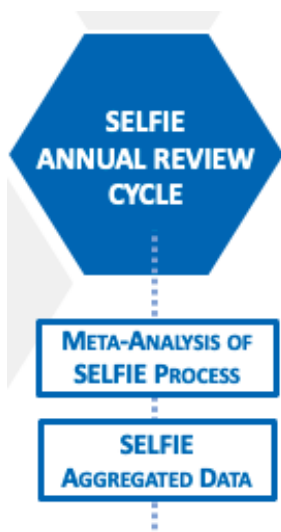 SELFIE
ANNUAL REVIEW
CYCLE
META-ANALYSIS OF
SELFIE PROCESS
SELFIE
AGGREGATED DATA